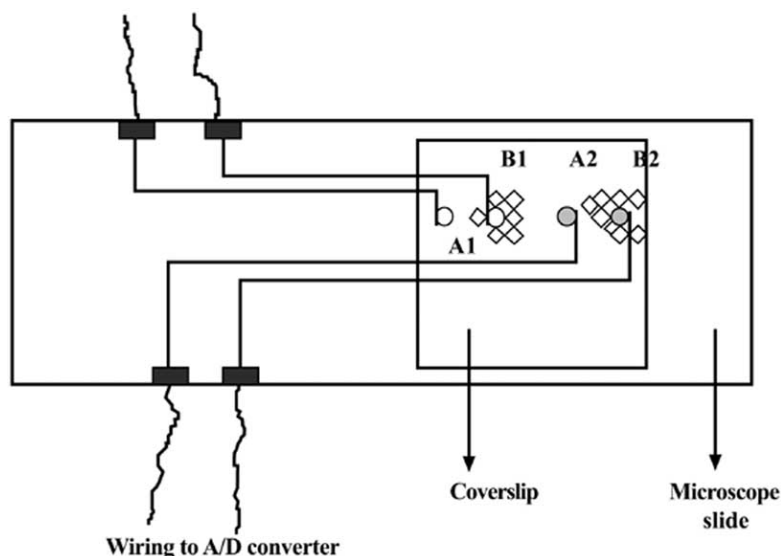 B1 A2 B2
A1
Coverslip
Microscope
slide
Wiring to A/D converter